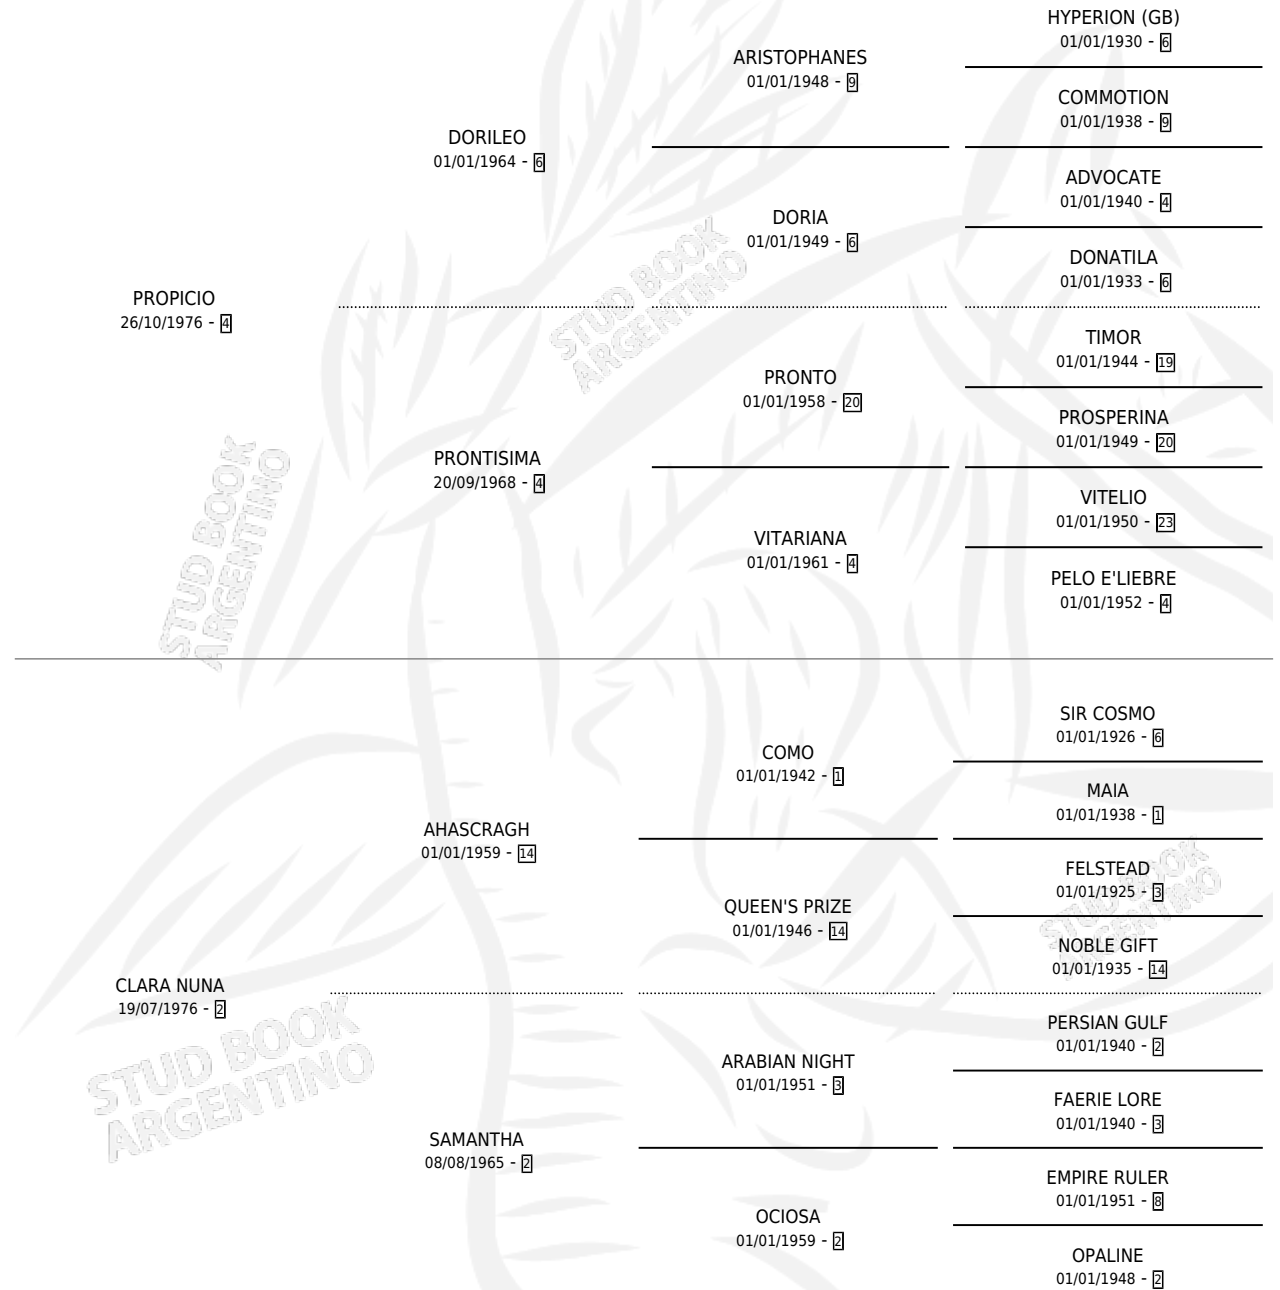 HYPERION (GB)
01/01/1930 - 6
ARISTOPHANES
01/01/1948 - 9
COMMOTION
01/01/1938 - 9
DORILEO
01/01/1964 - 6
ADVOCATE
01/01/1940 - 4
DORIA
01/01/1949 - 6
DONATILA
01/01/1933 - 6
PROPICIO
26/10/1976 - 4
TIMOR
01/01/1944 - 19
PRONTO
01/01/1958 - 20
PROSPERINA
01/01/1949 - 20
PRONTISIMA
20/09/1968 - 4
VITELIO
01/01/1950 - 23
VITARIANA
01/01/1961 - 4
PELO E'LIEBRE
01/01/1952 - 4
STUD BOOK
ARGENTINO
STUD BOOK
ARGENTINO
SIR COSMO
01/01/1926 - 6
COMO
01/01/1942 - 1
MAIA
01/01/1938 - 1
AHASCRAGH
01/01/1959 - 14
FELSTEAD
01/01/1925 - 3
QUEEN'S PRIZE
01/01/1946 - 14
NOBLE GIFT
01/01/1935 - 14
CLARA NUNA
19/07/1976 - 2
PERSIAN GULF
01/01/1940 - 2
ARABIAN NIGHT
01/01/1951 - 3
FAERIE LORE
01/01/1940 - 3
SAMANTHA
08/08/1965 - 2
EMPIRE RULER
01/01/1951 - 8
OCIOSA
01/01/1959 - 2
OPALINE
01/01/1948 - 2
STUD BOOK
ARGENTINO
STUD BOOK
ARGENTINO